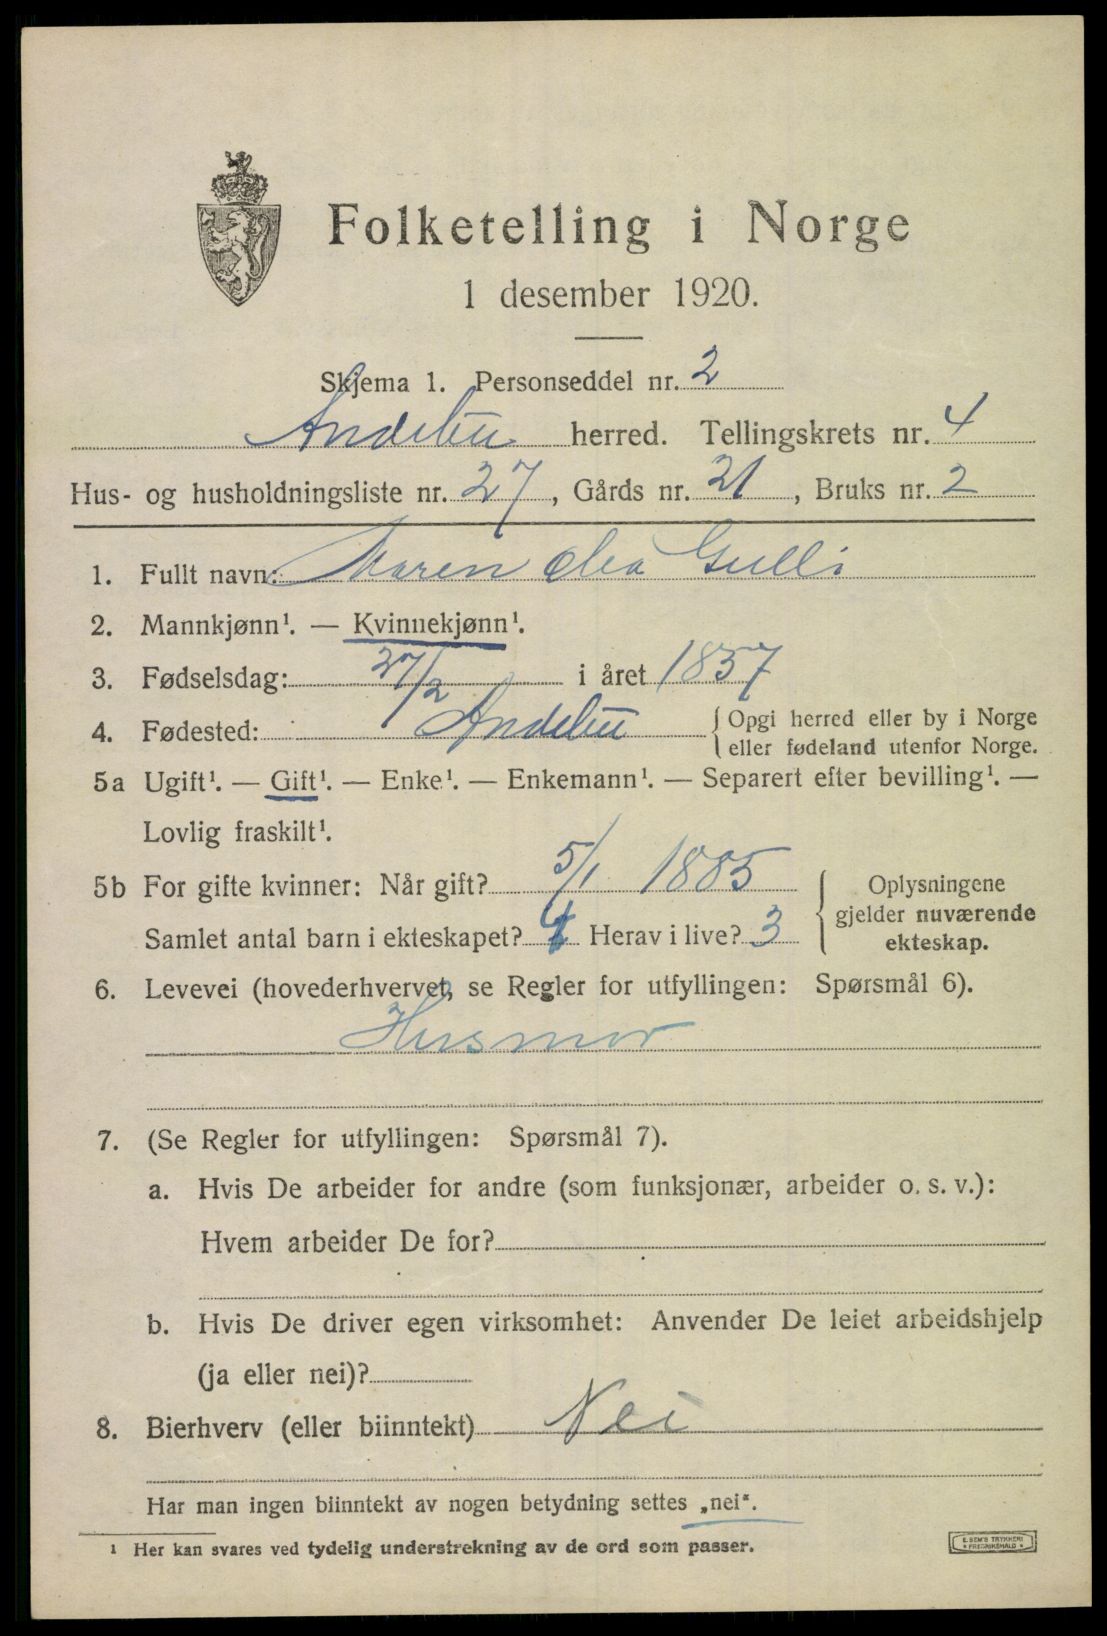 Folketelling i Norge
1 desember 1920.
Skjema 1. Personseddel nr. 2
Andebu herred. Tellingskrets nr. 4
Hus- og husholdningsliste nr. 27, Gårds nr. 21, Bruks nr. 2
1. Fullt navn: Maren Olea Gulli
2. Mannkjønn¹. — Kvinnekjønn¹.
3. Fødselsdag: 27/2 i året 1857
4. Fødested: Andebu { Opgi herred eller by i Norge
eller fødeland utenfor Norge.
5a Ugift¹. — Gift¹. — Enke¹. — Enkemann¹. — Separert efter bevilling¹. —
Lovlig fraskilt¹.
5b For gifte kvinner: Når gift? 5/1 1885
Samlet antal barn i ekteskapet? 4 Herav i live? 3
{ Oplysningene
gjelder nuværende
ekteskap.
6. Levevei (hovederhvervet, se Regler for utfyllingen: Spørsmål 6).
Husmor
7. (Se Regler for utfyllingen: Spørsmål 7).
a. Hvis De arbeider for andre (som funksjonær, arbeider o. s. v.):
Hvem arbeider De for?
b. Hvis De driver egen virksomhet: Anvender De leiet arbeidshjelp
(ja eller nei)?
8. Bierhverv (eller biinntekt) Nei
Har man ingen biinntekt av nogen betydning settes „nei".
¹ Her kan svares ved tydelig understrekning av de ord som passer.
E. SEM'S TRYKKERI
* FREDRIKSHALD *